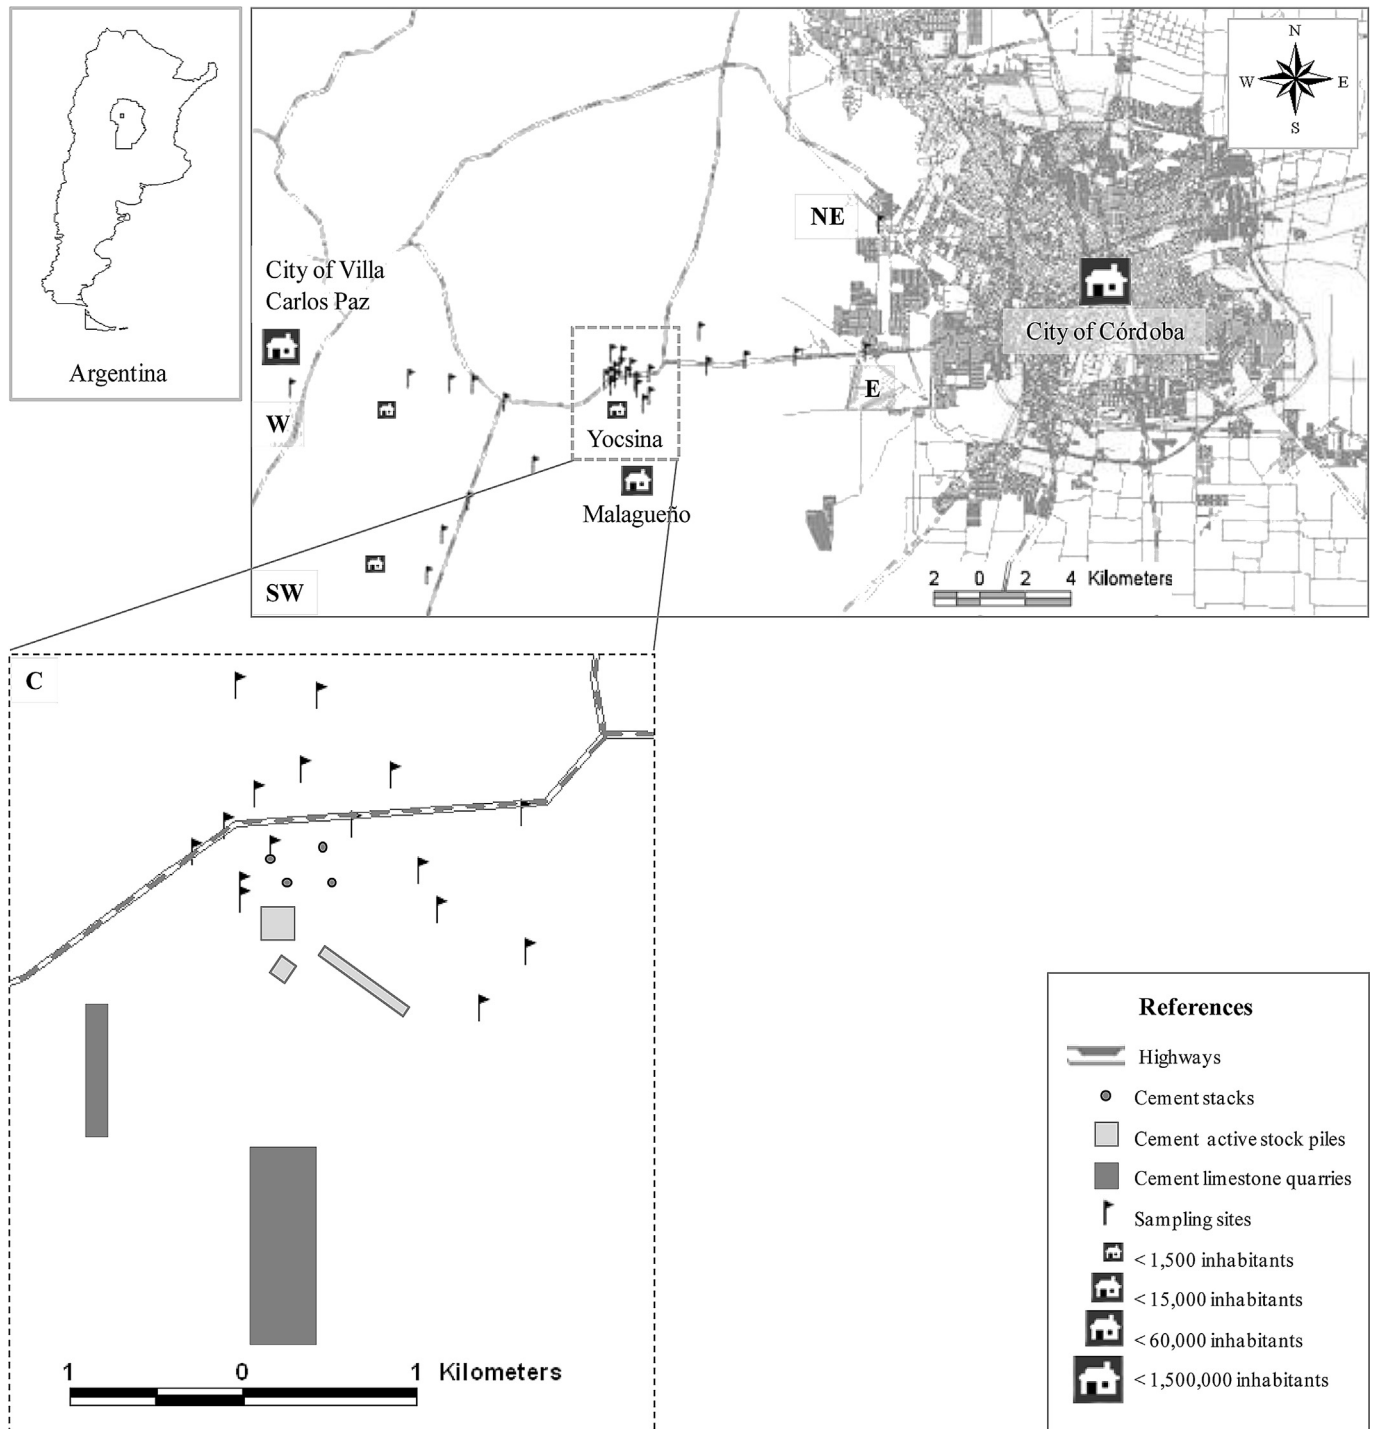 Argentina
N
W
E
S
NE
City of Villa
Carlos Paz
City of Córdoba
W
E
Yocsina
Malagueño
SW
2 0 2 4 Kilometers
C
1 0 1 Kilometers
References
Highways
Cement stacks
Cement active stock piles
Cement limestone quarries
Sampling sites
< 1,500 inhabitants
< 15,000 inhabitants
< 60,000 inhabitants
< 1,500,000 inhabitants